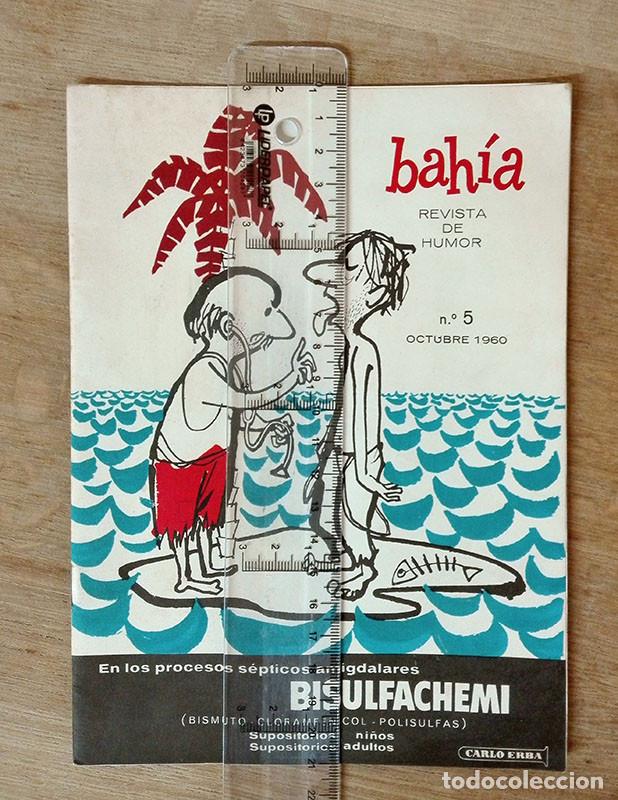 bahía
REVISTA
DE
HUMOR
n.º 5
OCTUBRE 1960
En los procesos sépticos amigdalares
BISULFACHEMI
(BISMUTO - CLORAMFENICOL - POLISULFAS)
Supositorios niños
Supositorios adultos
CARLO ERBA
todocoleccion